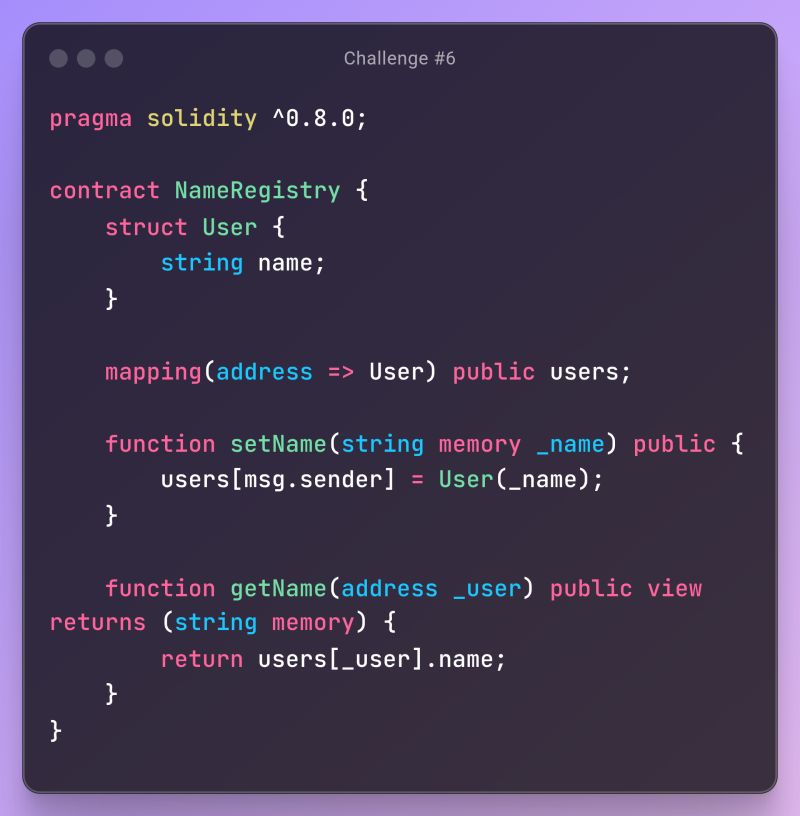 Challenge #6
pragma solidity ^0.8.0;
contract NameRegistry {
    struct User {
        string name;
    }
    mapping(address => User) public users;
    function setName(string memory _name) public {
        users[msg.sender] = User(_name);
    }
    function getName(address _user) public view
returns (string memory) {
        return users[_user].name;
    }
}